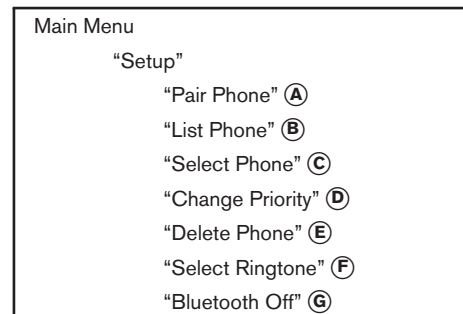 Main Menu
“Setup”
“Pair Phone” Ⓐ
“List Phone” Ⓑ
“Select Phone” Ⓒ
“Change Priority” Ⓓ
“Delete Phone” Ⓔ
“Select Ringtone” Ⓕ
“Bluetooth Off” Ⓖ